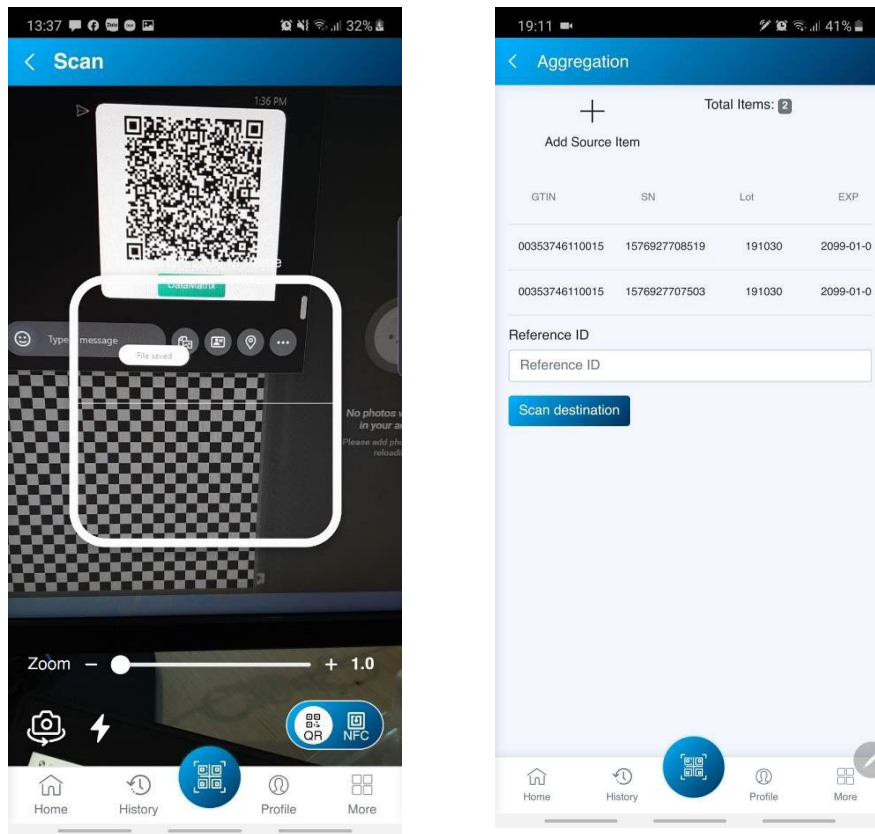 13:37
32%
Scan
1:36 PM
DataMatrix
Type message
File saved
No photos
in your
Please add
Zoom − + 1.0
QR
NFC
Home History Profile More
19:11
41%
Aggregation
Total Items: 2
Add Source Item
GTIN SN Lot EXP
00353746110015 1576927708519 191030 2099-01-0
00353746110015 1576927707503 191030 2099-01-0
Reference ID
Reference ID
Scan destination
Home History Profile More